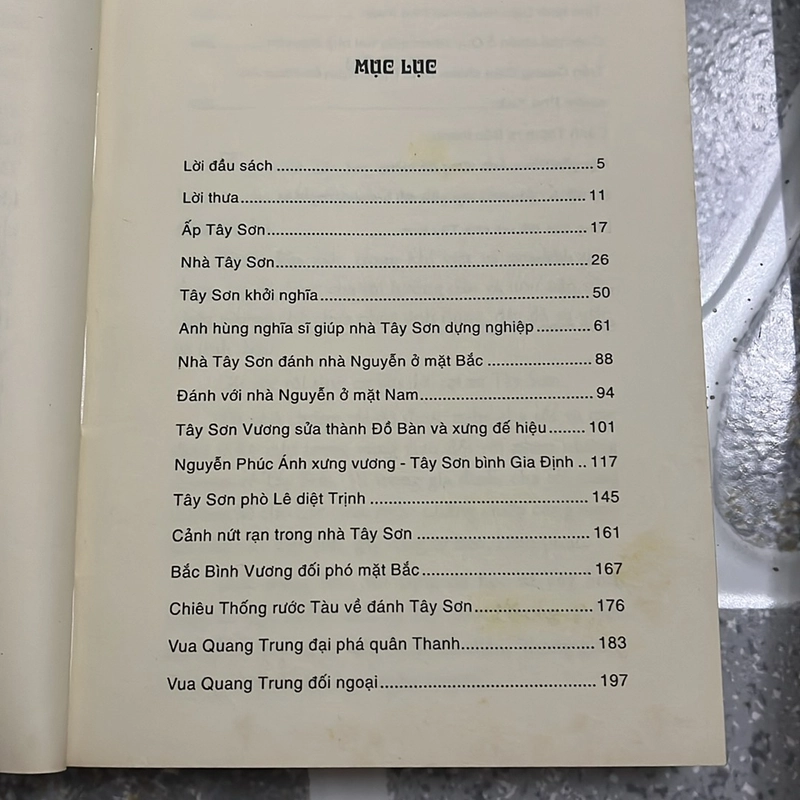 MỤC LỤC
Lời đầu sách ........ 5
Lời thưa ........ 11
Ấp Tây Sơn ........ 17
Nhà Tây Sơn ........ 26
Tây Sơn khởi nghĩa ........ 50
Anh hùng nghĩa sĩ giúp nhà Tây Sơn dựng nghiệp ........ 61
Nhà Tây Sơn đánh nhà Nguyễn ở mặt Bắc ........ 88
Đánh với nhà Nguyễn ở mặt Nam ........ 94
Tây Sơn Vương sửa thành Đồ Bàn và xưng đế hiệu ........ 101
Nguyễn Phúc Ánh xưng vương - Tây Sơn bình Gia Định .. 117
Tây Sơn phò Lê diệt Trịnh ........ 145
Cảnh nứt rạn trong nhà Tây Sơn ........ 161
Bắc Bình Vương đối phó mặt Bắc ........ 167
Chiêu Thống rước Tàu về đánh Tây Sơn ........ 176
Vua Quang Trung đại phá quân Thanh ........ 183
Vua Quang Trung đối ngoại ........ 197